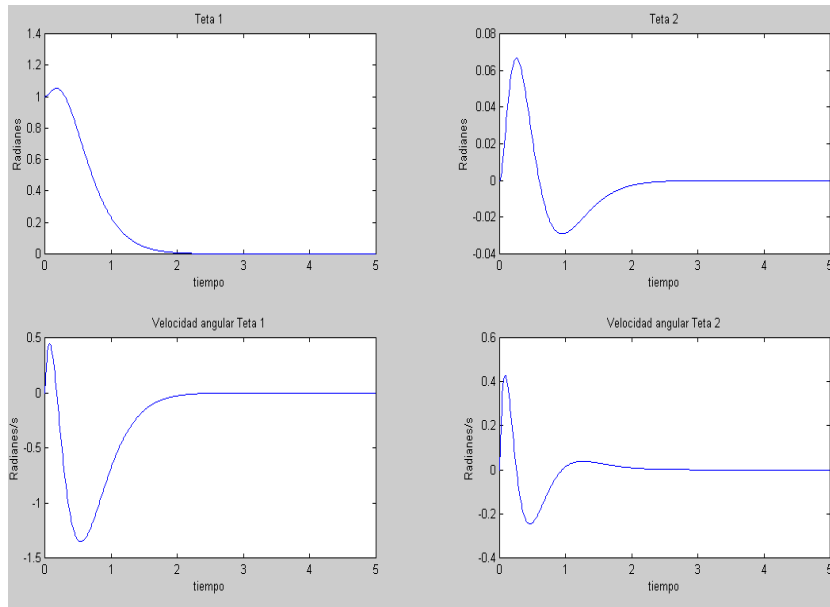 Teta 1
1.4
1.2
1
0.8
0.6
0.4
0.2
0
Radianes
0 1 2 3 4 5
tiempo
Teta 2
0.08
0.06
0.04
0.02
0
-0.02
-0.04
Radianes
0 1 2 3 4 5
tiempo
Velocidad angular Teta 1
0.5
0
-0.5
-1
-1.5
Radianes/s
0 1 2 3 4 5
tiempo
Velocidad angular Teta 2
0.6
0.4
0.2
0
-0.2
-0.4
Radianes/s
0 1 2 3 4 5
tiempo